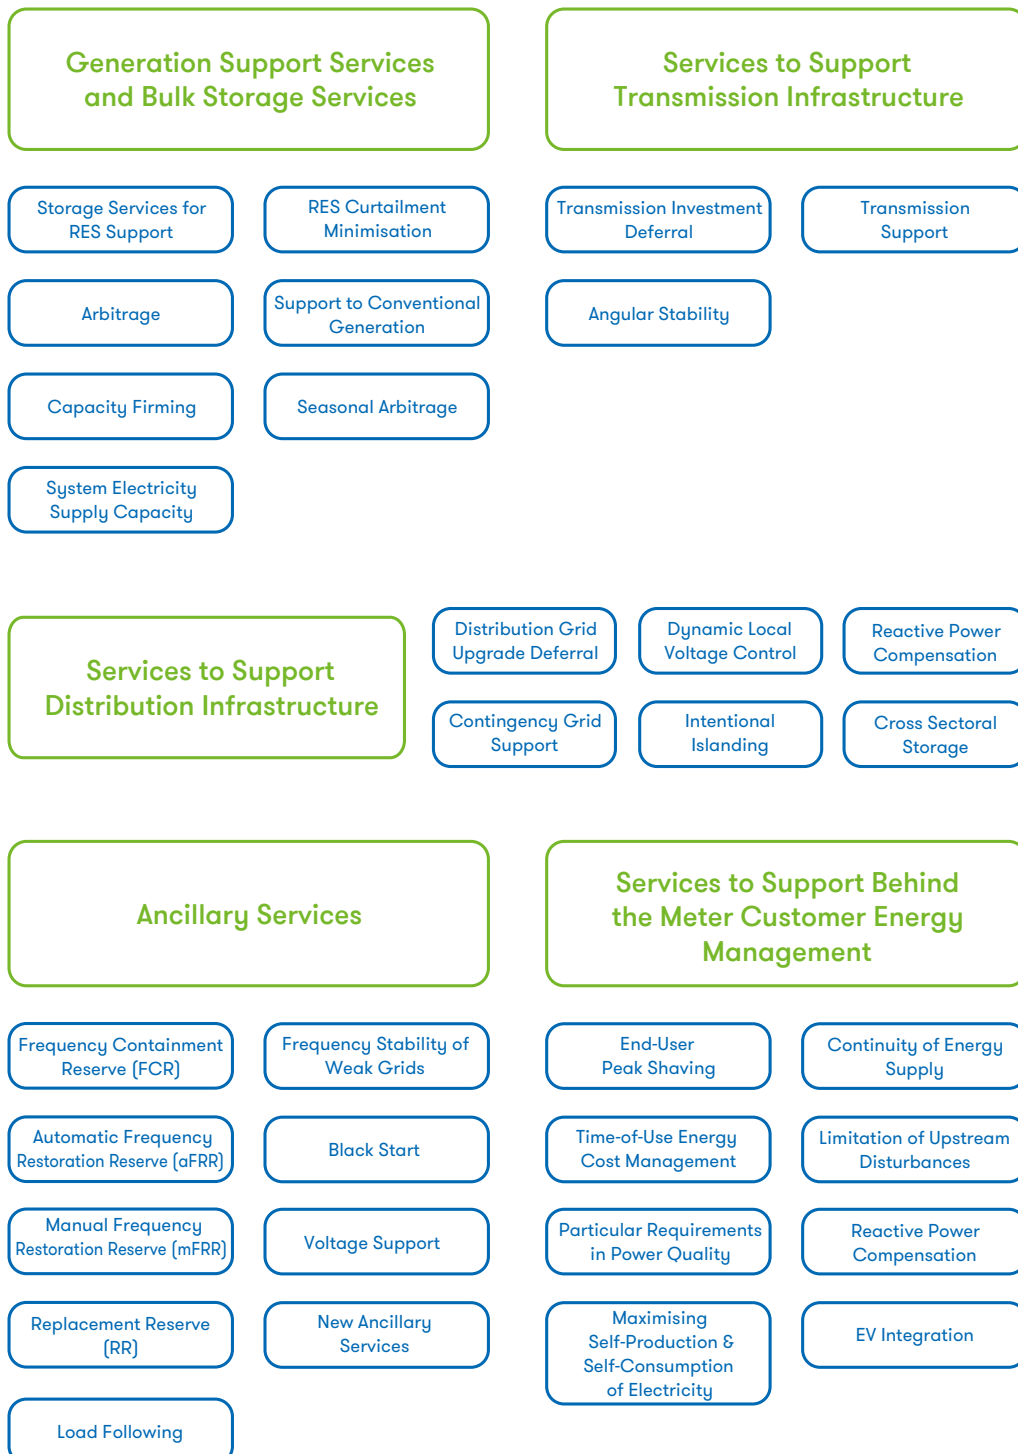 Generation Support Services
and Bulk Storage Services
Storage Services for
RES Support
RES Curtailment
Minimisation
Arbitrage
Support to Conventional
Generation
Capacity Firming
Seasonal Arbitrage
System Electricity
Supply Capacity
Services to Support
Transmission Infrastructure
Transmission Investment
Deferral
Transmission
Support
Angular Stability
Services to Support
Distribution Infrastructure
Distribution Grid
Upgrade Deferral
Dynamic Local
Voltage Control
Reactive Power
Compensation
Contingency Grid
Support
Intentional
Islanding
Cross Sectoral
Storage
Ancillary Services
Frequency Containment
Reserve (FCR)
Frequency Stability of
Weak Grids
Automatic Frequency
Restoration Reserve (aFRR)
Black Start
Manual Frequency
Restoration Reserve (mFRR)
Voltage Support
Replacement Reserve
(RR)
New Ancillary
Services
Load Following
Services to Support Behind
the Meter Customer Energy
Management
End-User
Peak Shaving
Continuity of Energy
Supply
Time-of-Use Energy
Cost Management
Limitation of Upstream
Disturbances
Particular Requirements
in Power Quality
Reactive Power
Compensation
Maximising
Self-Production &
Self-Consumption
of Electricity
EV Integration